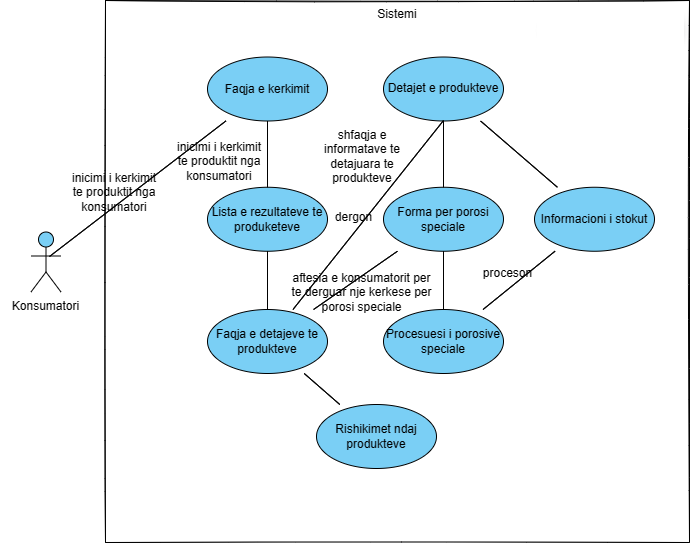 Sistemi
Faqja e kerkimit
Detajet e produkteve
inicimi i kerkimit
te produktit nga
konsumatori
shfaqja e
informatave te
detajuara te
produkteve
inicimi i kerkimit
te produktit nga
konsumatori
Lista e rezultateve te
produketeve
dergon
Forma per porosi
speciale
Informacioni i stokut
Konsumatori
aftesia e konsumatorit per
te derguar nje kerkese per
porosi speciale
proceson
Faqja e detajeve te
produkteve
Procesuesi i porosive
speciale
Rishikimet ndaj
produkteve